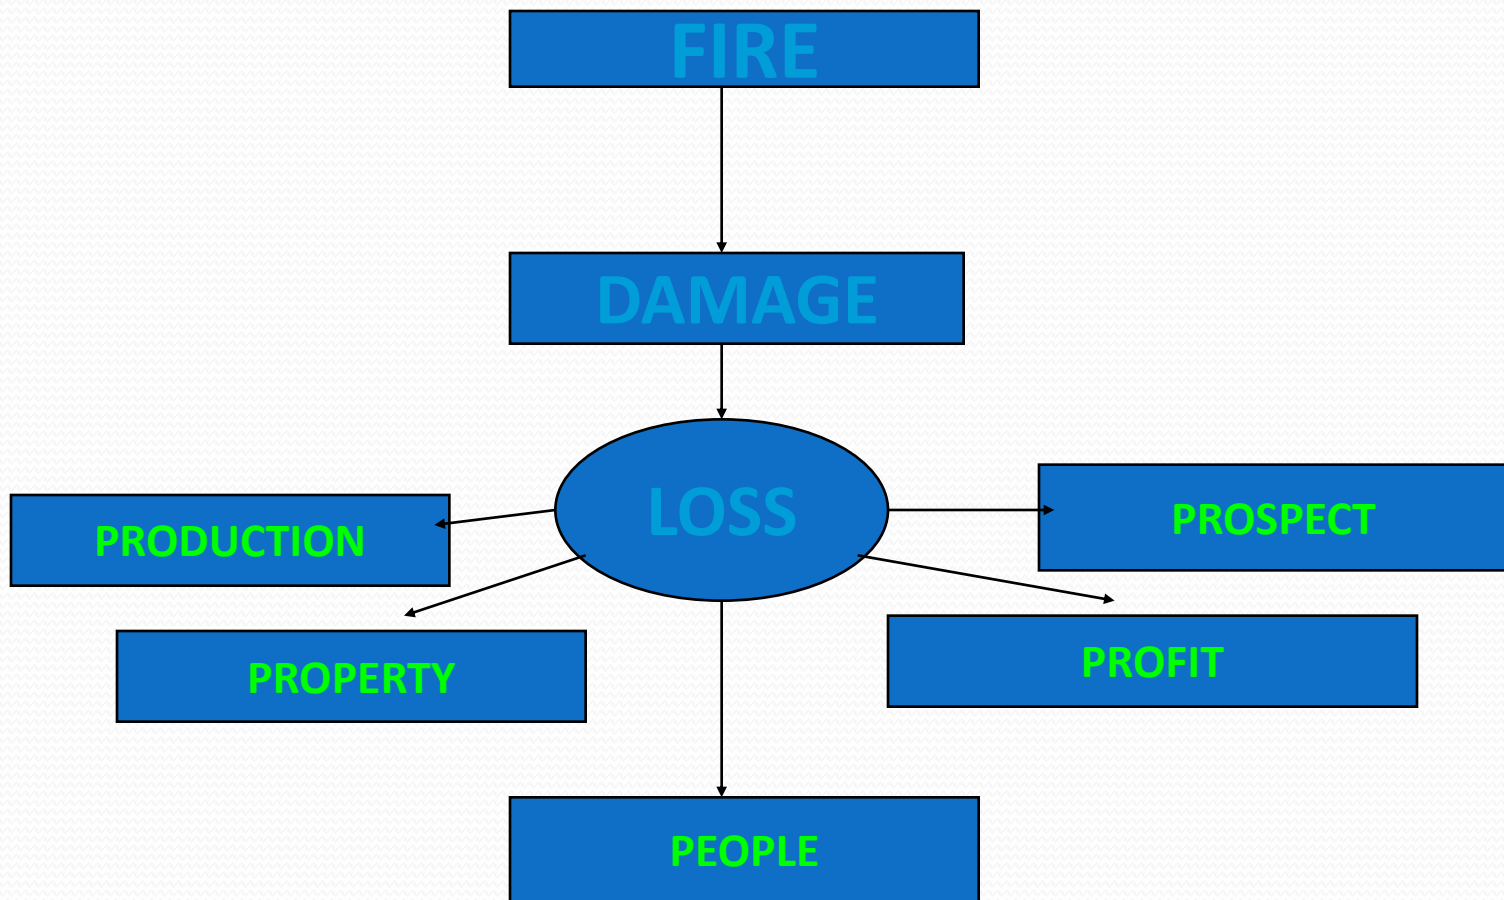 FIRE
DAMAGE
LOSS
PROSPECT
PRODUCTION
PROFIT
PROPERTY
PEOPLE